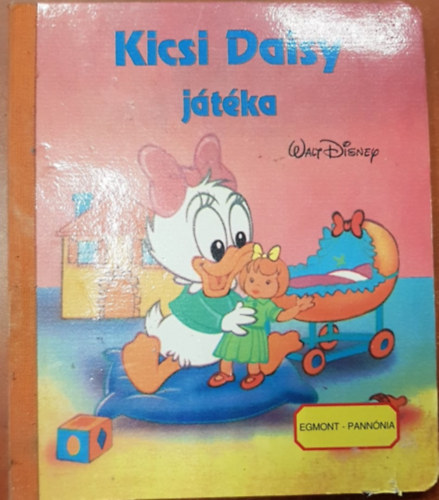 Kicsi Daisy
játéka
WALT DISNEY
EGMONT - PANNÓNIA